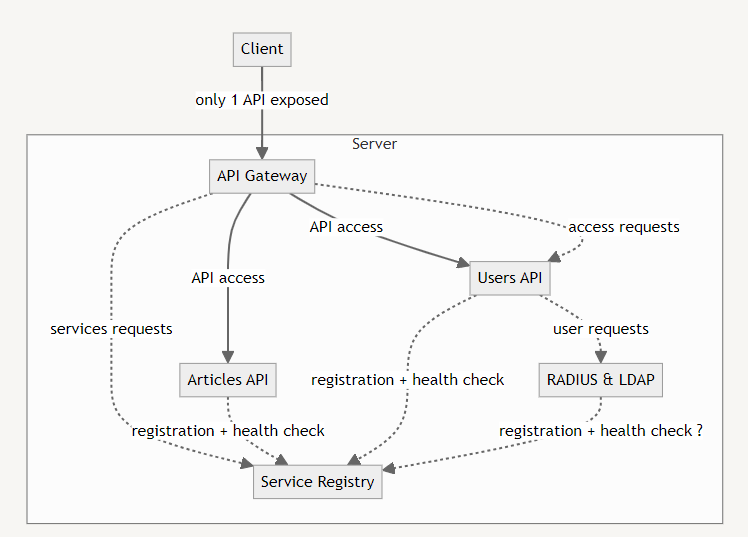 Client
only 1 API exposed
Server
API Gateway
API access
access requests
API access
Users API
services requests
user requests
Articles API
registration + health check
RADIUS & LDAP
registration + health check
registration + health check ?
Service Registry